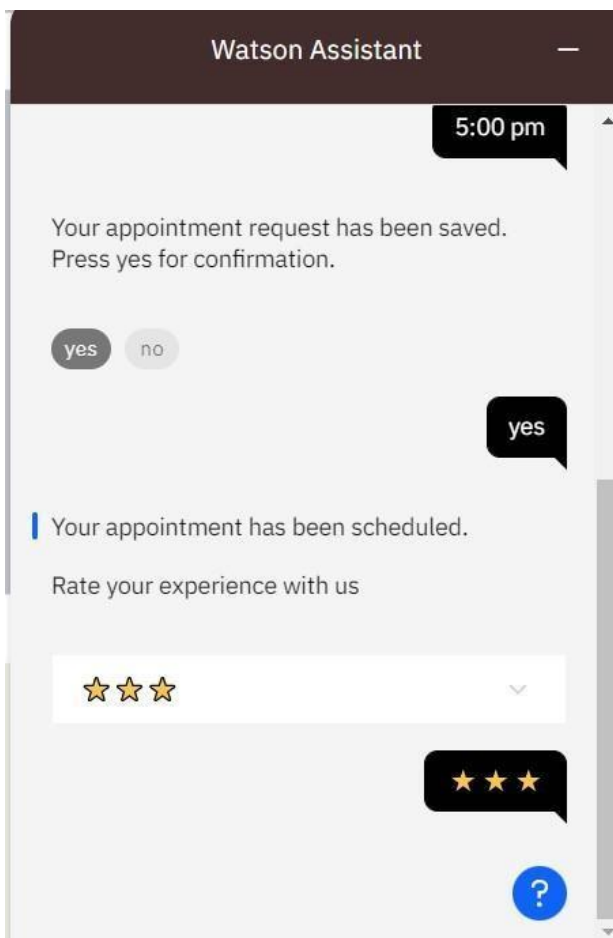 Watson Assistant
5:00 pm
Your appointment request has been saved.
Press yes for confirmation.
yes no
yes
Your appointment has been scheduled.
Rate your experience with us
?